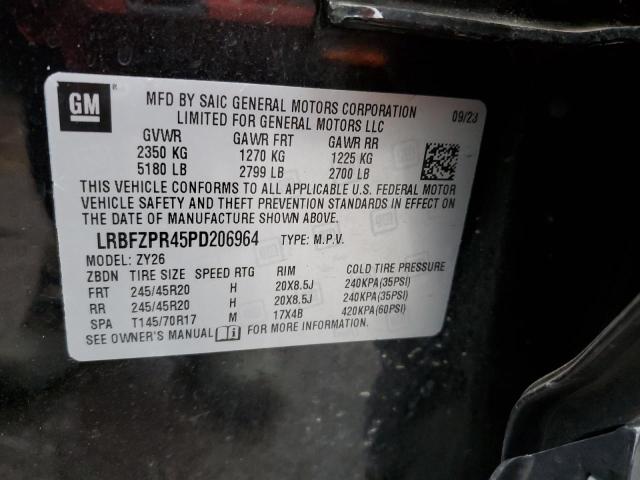 GM
MFD BY SAIC GENERAL MOTORS CORPORATION
LIMITED FOR GENERAL MOTORS LLC
09/23
GVWR GAWR FRT GAWR RR
2350 KG 1270 KG 1225 KG
5180 LB 2799 LB 2700 LB
THIS VEHICLE CONFORMS TO ALL APPLICABLE U.S. FEDERAL MOTOR
VEHICLE SAFETY AND THEFT PREVENTION STANDARDS IN EFFECT ON
THE DATE OF MANUFACTURE SHOWN ABOVE.
LRBFZPR45PD206964 TYPE: M.P.V.
MODEL: ZY26
ZBDN TIRE SIZE SPEED RTG RIM COLD TIRE PRESSURE
FRT 245/45R20 H 20X8.5J 240KPA(35PSI)
RR 245/45R20 H 20X8.5J 240KPA(35PSI)
SPA T145/70R17 M 17X4B 420KPA(60PSI)
SEE OWNER'S MANUAL FOR MORE INFORMATION.